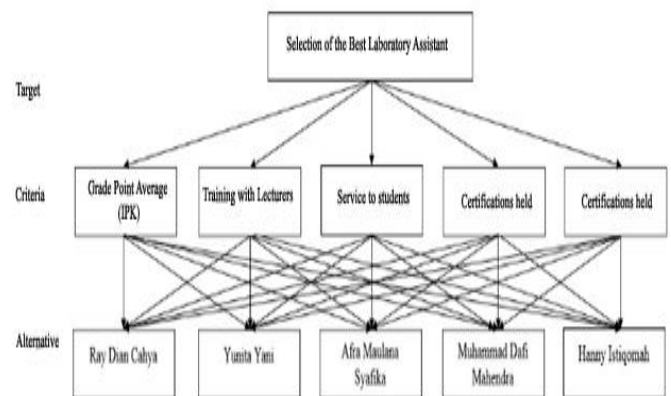 Selection of the Best Laboratory Assistant
Target
Criteria
Grade Point Average
(IPK)
Training with Lecturers
Service to students
Certifications held
Certifications held
Alternative
Ray Dian Cahya
Yunita Yani
Afra Maulana
Syafika
Muhammad Dafi
Mahendra
Hanny Istiqomah